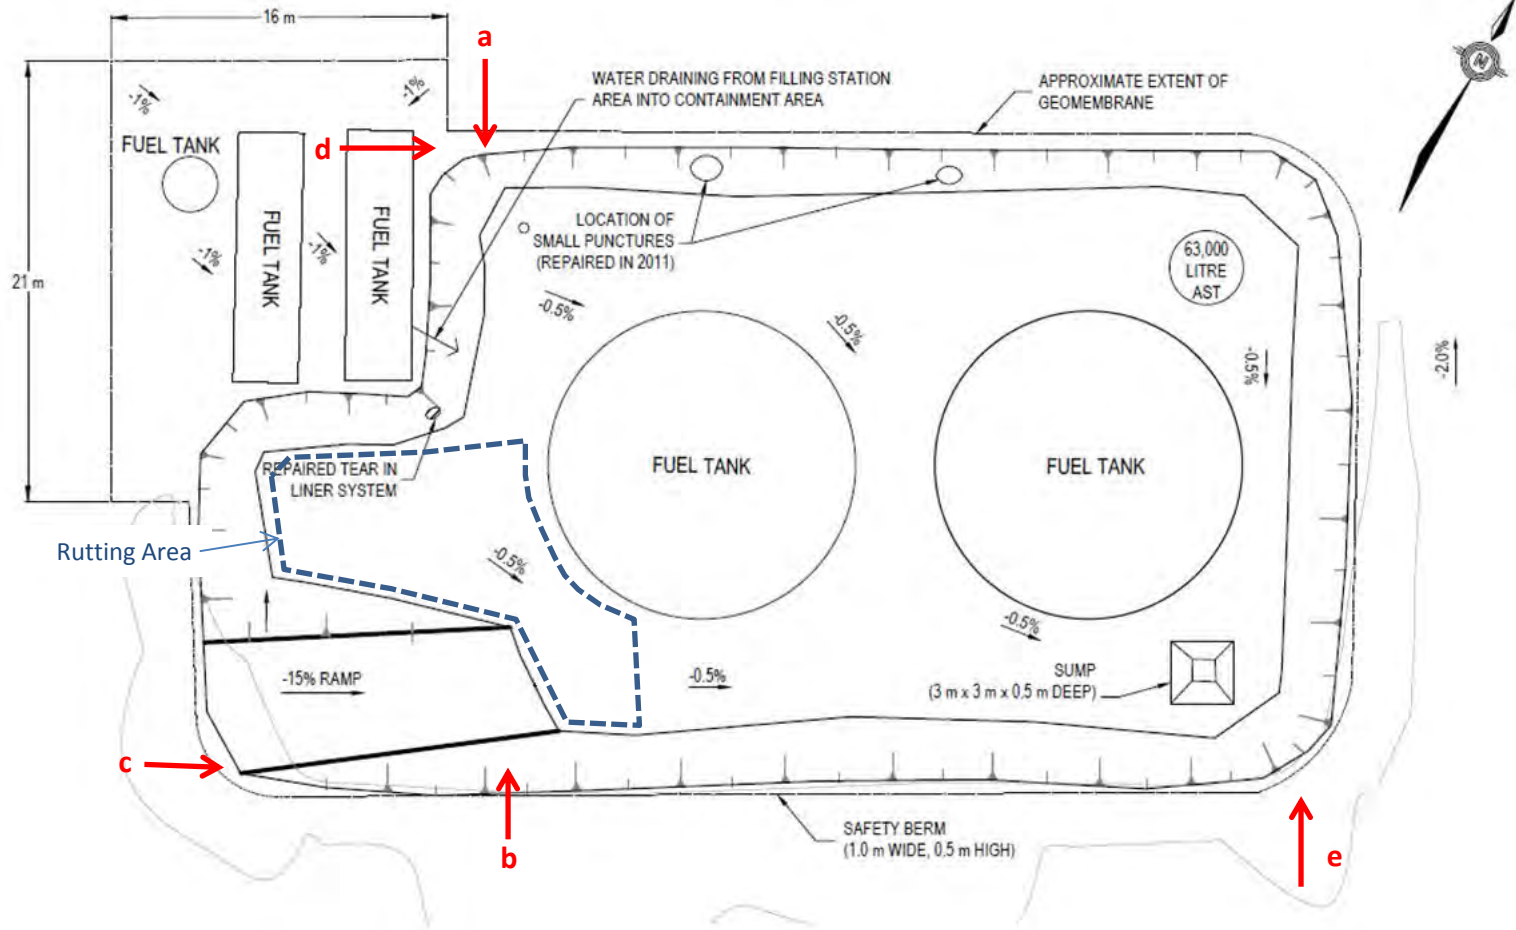 16 m
a
WATER DRAINING FROM FILLING STATION
AREA INTO CONTAINMENT AREA
APPROXIMATE EXTENT OF
GEOMEMBRANE
N
-1%
-1%
FUEL TANK
d
FUEL TANK
FUEL TANK
-1%
-1%
21 m
LOCATION OF
SMALL PUNCTURES
(REPAIRED IN 2011)
63,000
LITRE
AST
-0.5%
-0.5%
-0.5%
-2.0%
FUEL TANK
FUEL TANK
REPAIRED TEAR IN
LINER SYSTEM
Rutting Area
-0.5%
-0.5%
-15% RAMP
-0.5%
SUMP
(3 m x 3 m x 0.5 m DEEP)
c
SAFETY BERM
(1.0 m WIDE, 0.5 m HIGH)
b
e